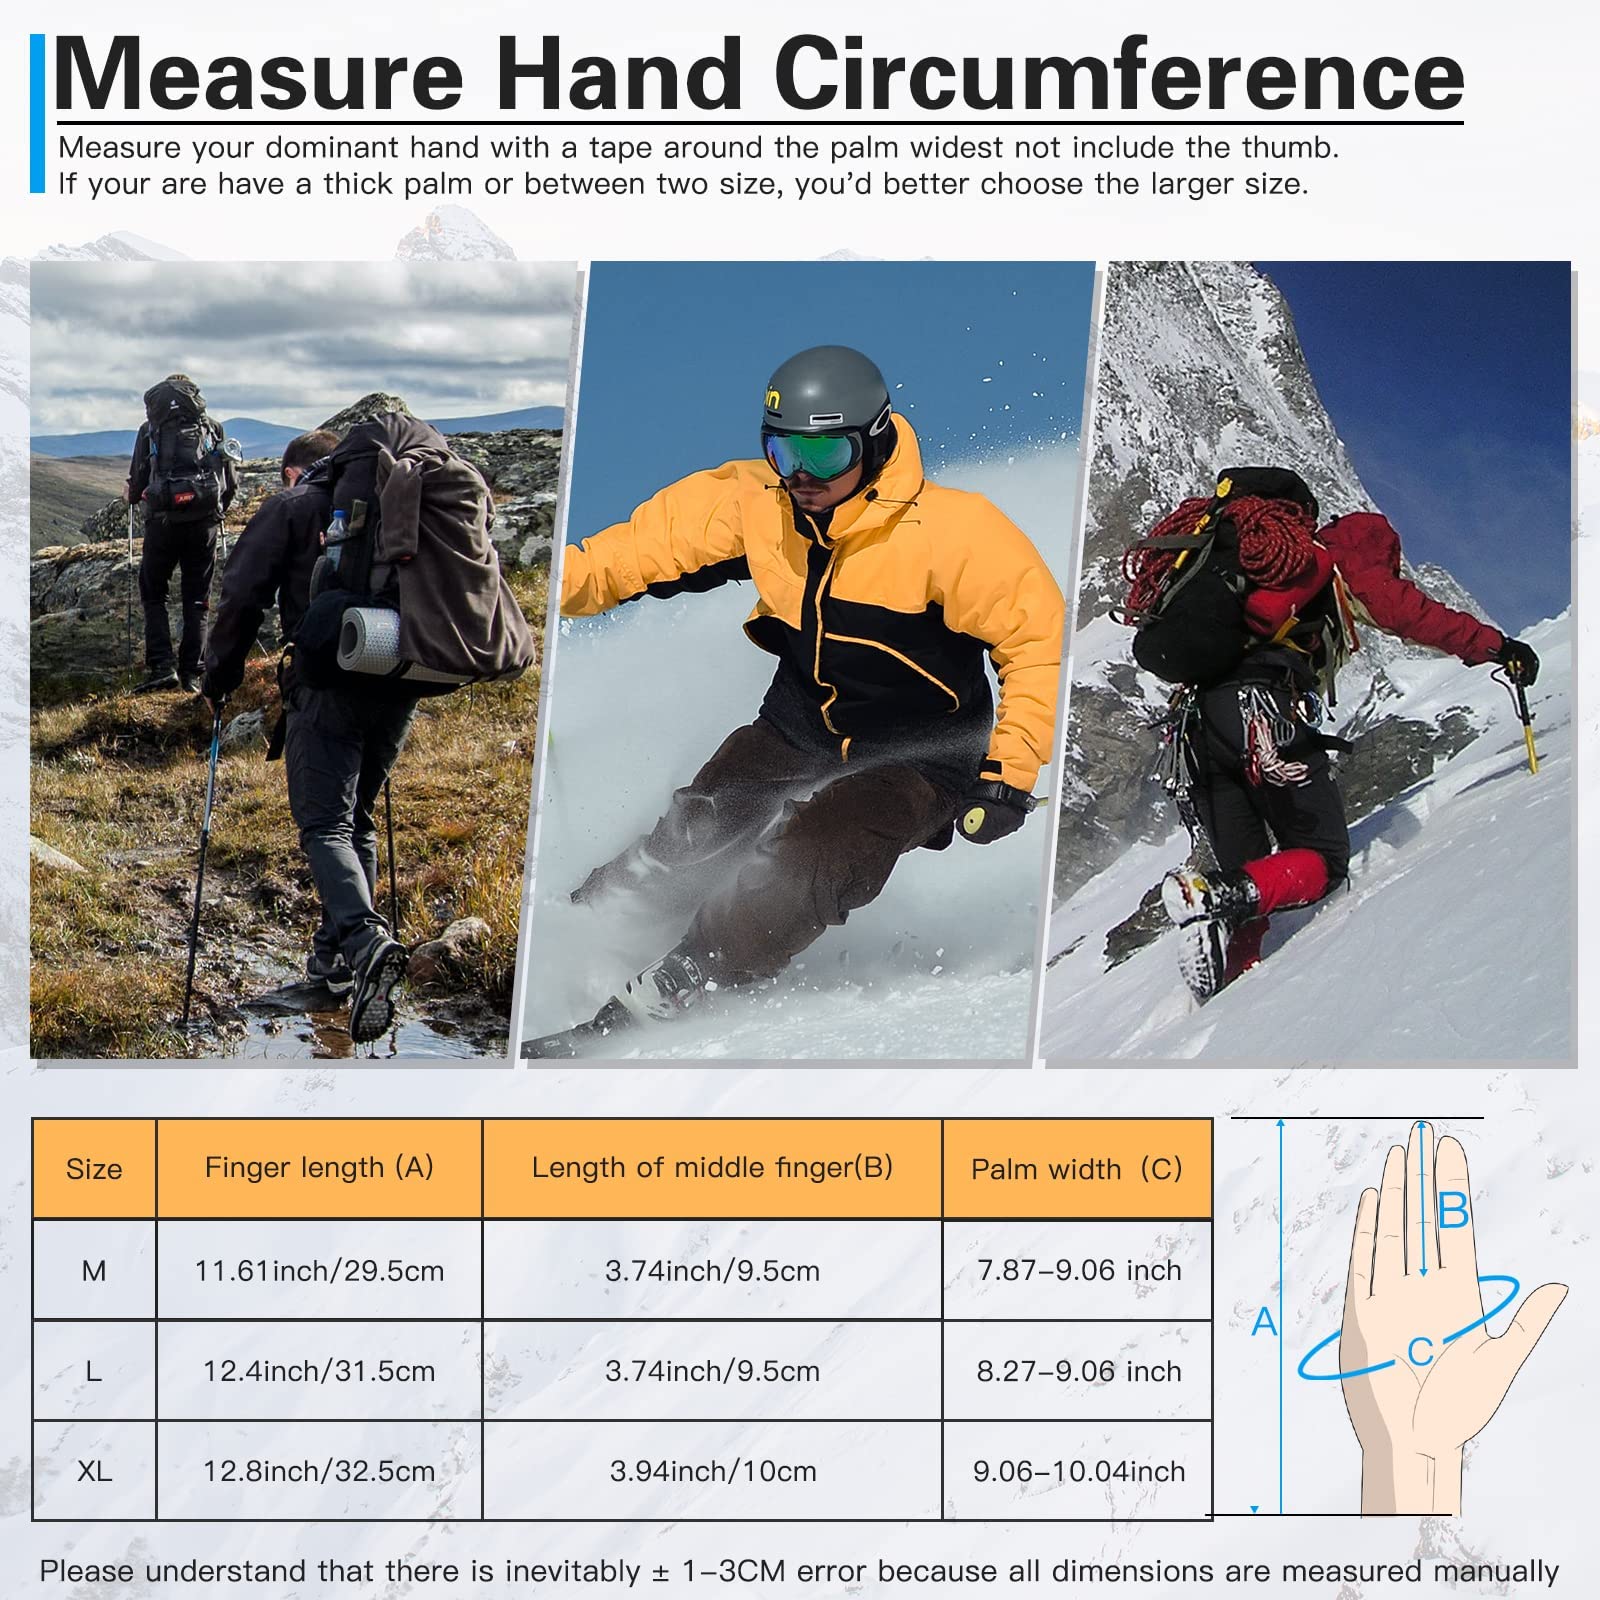 Measure Hand Circumference
Measure your dominant hand with a tape around the palm widest not include the thumb.
If your are have a thick palm or between two size, you’d better choose the larger size.
in
Size Finger length (A) Length of middle finger(B) Palm width (C)
M 11.61inch/29.5cm 3.74inch/9.5cm 7.87–9.06 inch
L 12.4inch/31.5cm 3.74inch/9.5cm 8.27–9.06 inch
XL 12.8inch/32.5cm 3.94inch/10cm 9.06–10.04inch
B
A
C
Please understand that there is inevitably ± 1–3CM error because all dimensions are measured manually